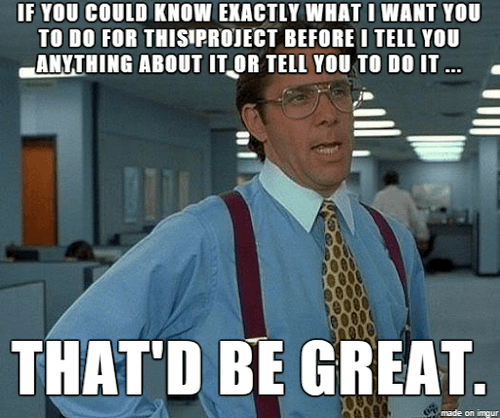 IF YOU COULD KNOW EXACTLY WHAT I WANT YOU
TO DO FOR THIS PROJECT BEFORE I TELL YOU
ANYTHING ABOUT IT OR TELL YOU TO DO IT ...
THAT'D BE GREAT.
made on imgur